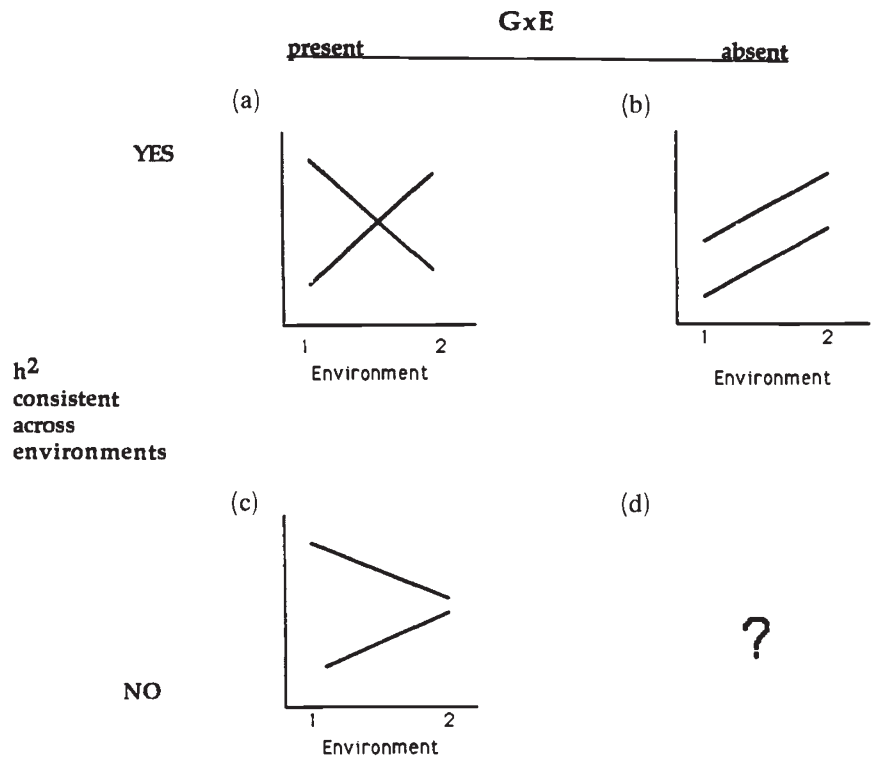 GxE
present absent
(a) (b)
YES
1 2 1 2
Environment Environment
h²
consistent
across
environments
(c) (d)
?
NO
1 2
Environment